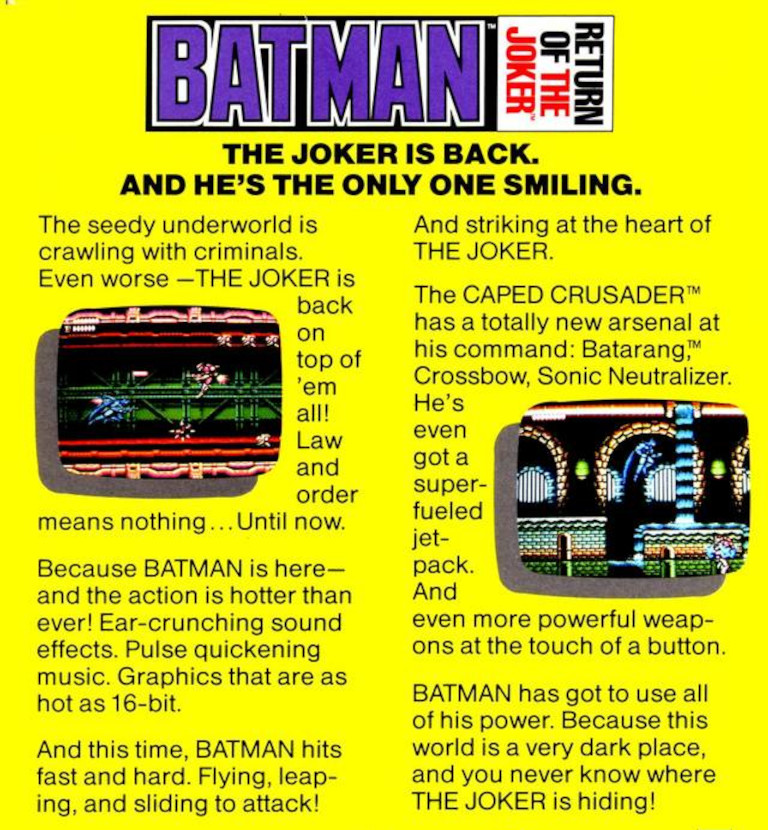 BATMAN™
RETURN
OF THE
JOKER™
THE JOKER IS BACK.
AND HE'S THE ONLY ONE SMILING.
The seedy underworld is
crawling with criminals.
Even worse —THE JOKER is
back
on
top of
'em
all!
Law
and
order
means nothing...Until now.
Because BATMAN is here—
and the action is hotter than
ever! Ear-crunching sound
effects. Pulse quickening
music. Graphics that are as
hot as 16-bit.
And this time, BATMAN hits
fast and hard. Flying, leap-
ing, and sliding to attack!
And striking at the heart of
THE JOKER.
The CAPED CRUSADER™
has a totally new arsenal at
his command: Batarang,™
Crossbow, Sonic Neutralizer.
He's
even
got a
super-
fueled
jet-
pack.
And
even more powerful weap-
ons at the touch of a button.
BATMAN has got to use all
of his power. Because this
world is a very dark place,
and you never know where
THE JOKER is hiding!